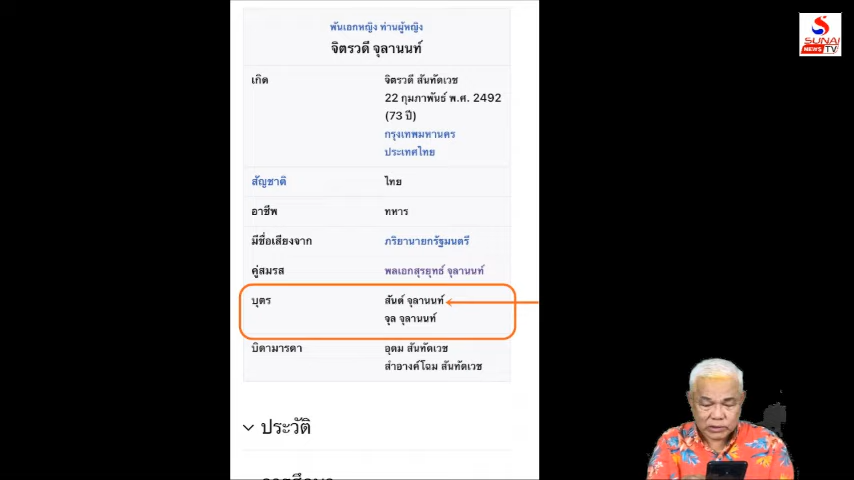 พันเอกหญิง ท่านผู้หญิง
จิตรวดี จุลานนท์
เกิด
จิตรวดี สันทัดเวช
22 กุมภาพันธ์ พ.ศ. 2492
(73 ปี)
กรุงเทพมหานคร
ประเทศไทย
สัญชาติ
ไทย
อาชีพ
ทหาร
มีชื่อเสียงจาก
ภริยานายกรัฐมนตรี
คู่สมรส
พลเอกสุรยุทธ์ จุลานนท์
บุตร
สันต์ จุลานนท์
จุล จุลานนท์
บิดามารดา
อุดม สันทัดเวช
สำอางค์โฉม สันทัดเวช
ประวัติ
การศึกษา
SUNAI
NEWS TV